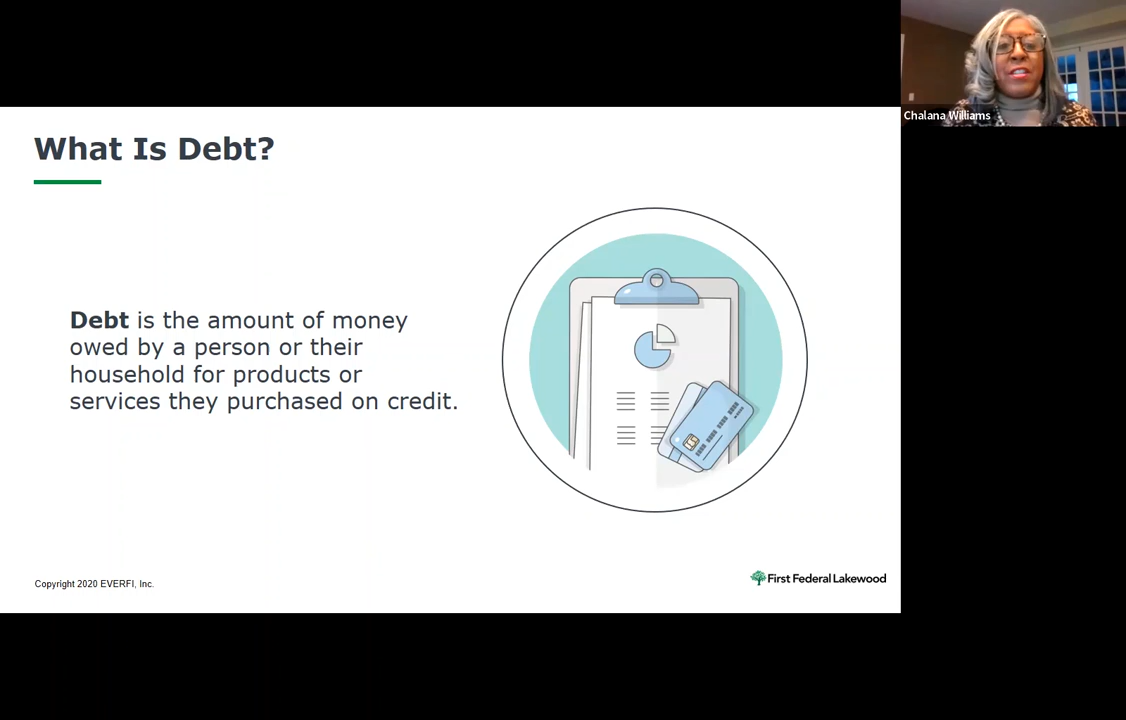 Chalana Williams
What Is Debt?
Debt is the amount of money
owed by a person or their
household for products or
services they purchased on credit.
Copyright 2020 EVERFI, Inc.
First Federal Lakewood